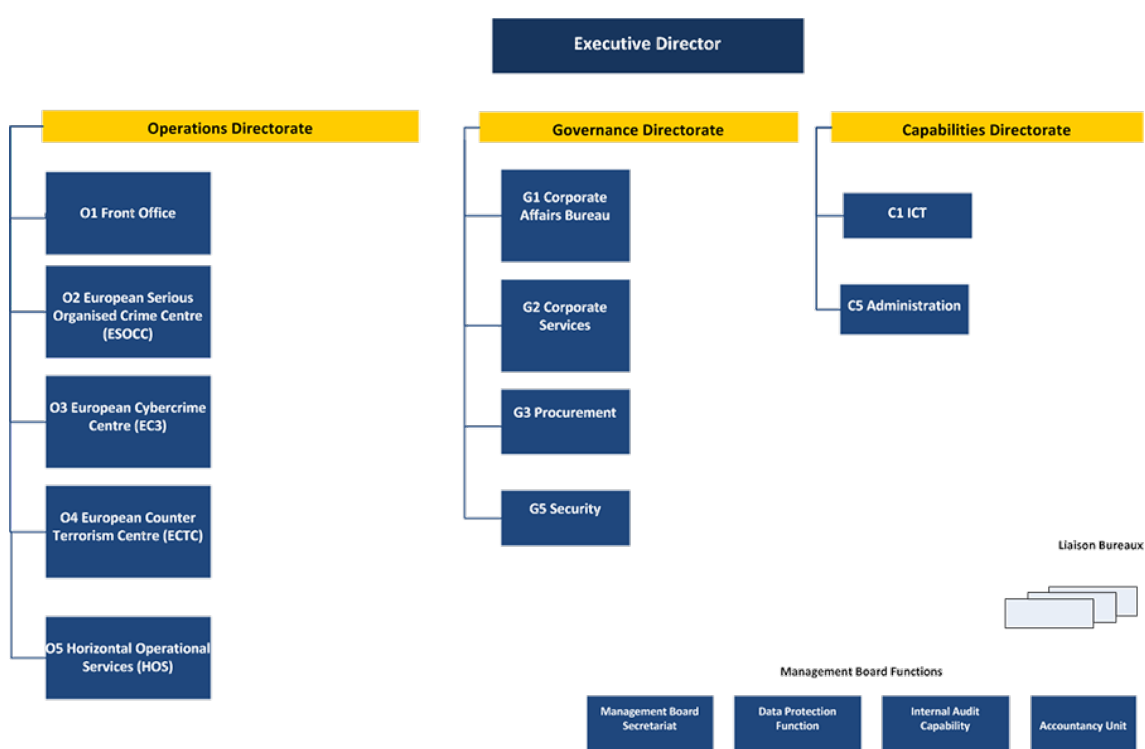 Executive Director
Operations Directorate
Governance Directorate
Capabilities Directorate
O1 Front Office
O2 European Serious
Organised Crime Centre
(ESOCC)
O3 European Cybercrime
Centre (EC3)
O4 European Counter
Terrorism Centre (ECTC)
O5 Horizontal Operational
Services (HOS)
G1 Corporate
Affairs Bureau
G2 Corporate
Services
G3 Procurement
G5 Security
C1 ICT
C5 Administration
Liaison Bureaux
Management Board Functions
Management Board
Secretariat
Data Protection
Function
Internal Audit
Capability
Accountancy Unit